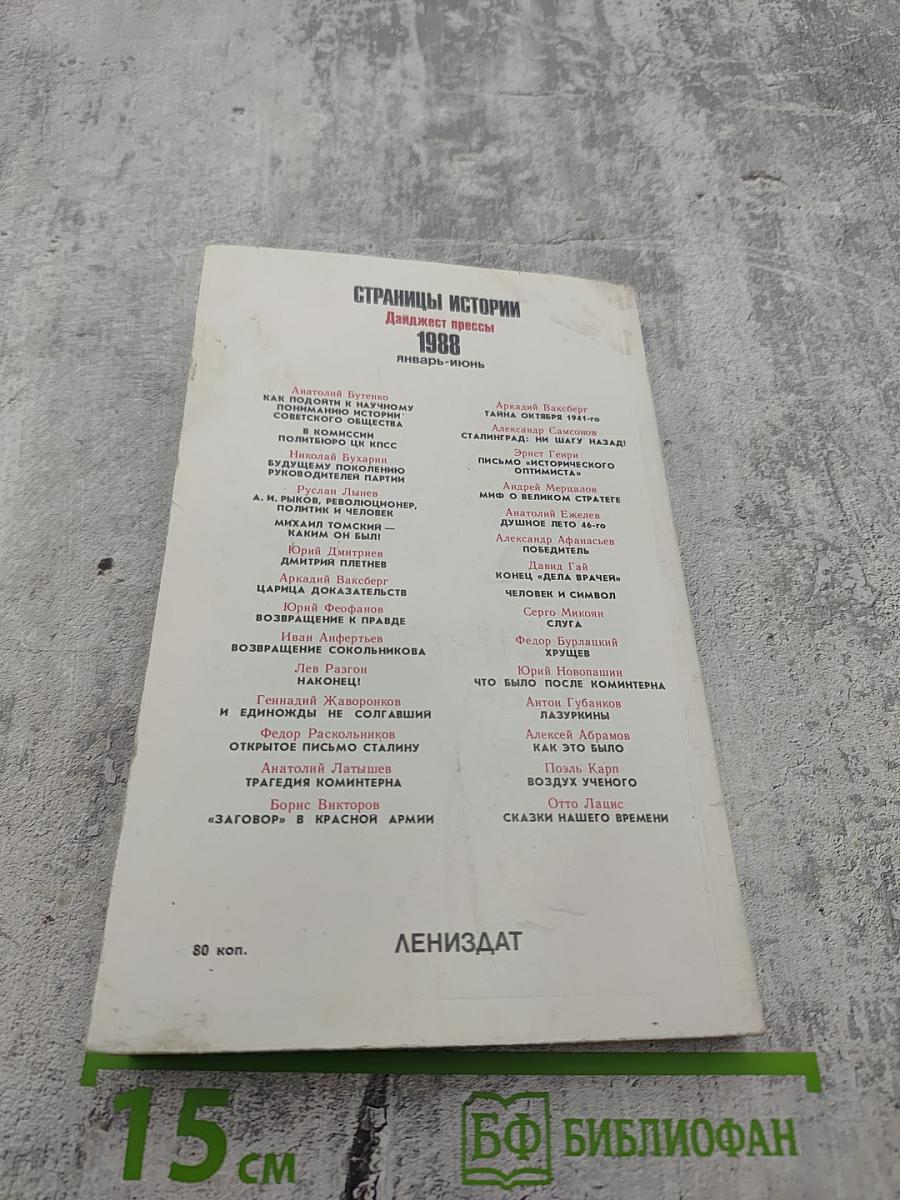 СТРАНИЦЫ ИСТОРИИ
Дайджест прессы
1988
январь-июнь
Анатолий Бутенко
КАК ПОДОЙТИ К НАУЧНОМУ
ПОНИМАНИЮ ИСТОРИИ
СОВЕТСКОГО ОБЩЕСТВА
В КОМИССИИ
ПОЛИТБЮРО ЦК КПСС
Николай Бухарин
БУДУЩЕМУ ПОКОЛЕНИЮ
РУКОВОДИТЕЛЕЙ ПАРТИИ
Руслан Лынев
А. И. РЫКОВ, РЕВОЛЮЦИОНЕР,
ПОЛИТИК И ЧЕЛОВЕК
МИХАИЛ ТОМСКИЙ —
КАКИМ ОН БЫЛ!
Юрий Дмитриев
ДМИТРИЙ ПЛЕТНЕВ
Аркадий Ваксберг
ЦАРИЦА ДОКАЗАТЕЛЬСТВ
Юрий Феофанов
ВОЗВРАЩЕНИЕ К ПРАВДЕ
Иван Анфертьев
ВОЗВРАЩЕНИЕ СОКОЛЬНИКОВА
Лев Разгон
НАКОНЕЦ!
Геннадий Жаворонков
И ЕДИНОЖДЫ НЕ СОЛГАВШИЙ
Федор Раскольников
ОТКРЫТОЕ ПИСЬМО СТАЛИНУ
Анатолий Латышев
ТРАГЕДИЯ КОМИНТЕРНА
Борис Викторов
«ЗАГОВОР» В КРАСНОЙ АРМИИ
Аркадий Ваксберг
ТАЙНА ОКТЯБРЯ 1941-го
Александр Самсонов
СТАЛИНГРАД: НИ ШАГУ НАЗАД!
Эрнст Генри
ПИСЬМО «ИСТОРИЧЕСКОГО
ОПТИМИСТА»
Андрей Мерцалов
МИФ О ВЕЛИКОМ СТРАТЕГЕ
Анатолий Ежелев
ДУШНОЕ ЛЕТО 46-го
Александр Афанасьев
ПОБЕДИТЕЛЬ
Давид Гай
КОНЕЦ «ДЕЛА ВРАЧЕЙ»
ЧЕЛОВЕК И СИМВОЛ
Серго Микоян
СЛУГА
Федор Бурлацкий
ХРУЩЕВ
Юрий Новопашин
ЧТО БЫЛО ПОСЛЕ КОМИНТЕРНА
Антон Губанков
ЛАЗУРКИНЫ
Алексей Абрамов
КАК ЭТО БЫЛО
Поэль Карп
ВОЗДУХ УЧЕНОГО
Отто Лацис
СКАЗКИ НАШЕГО ВРЕМЕНИ
80 коп.
ЛЕНИЗДАТ
15 см
БФ БИБЛИОФАН